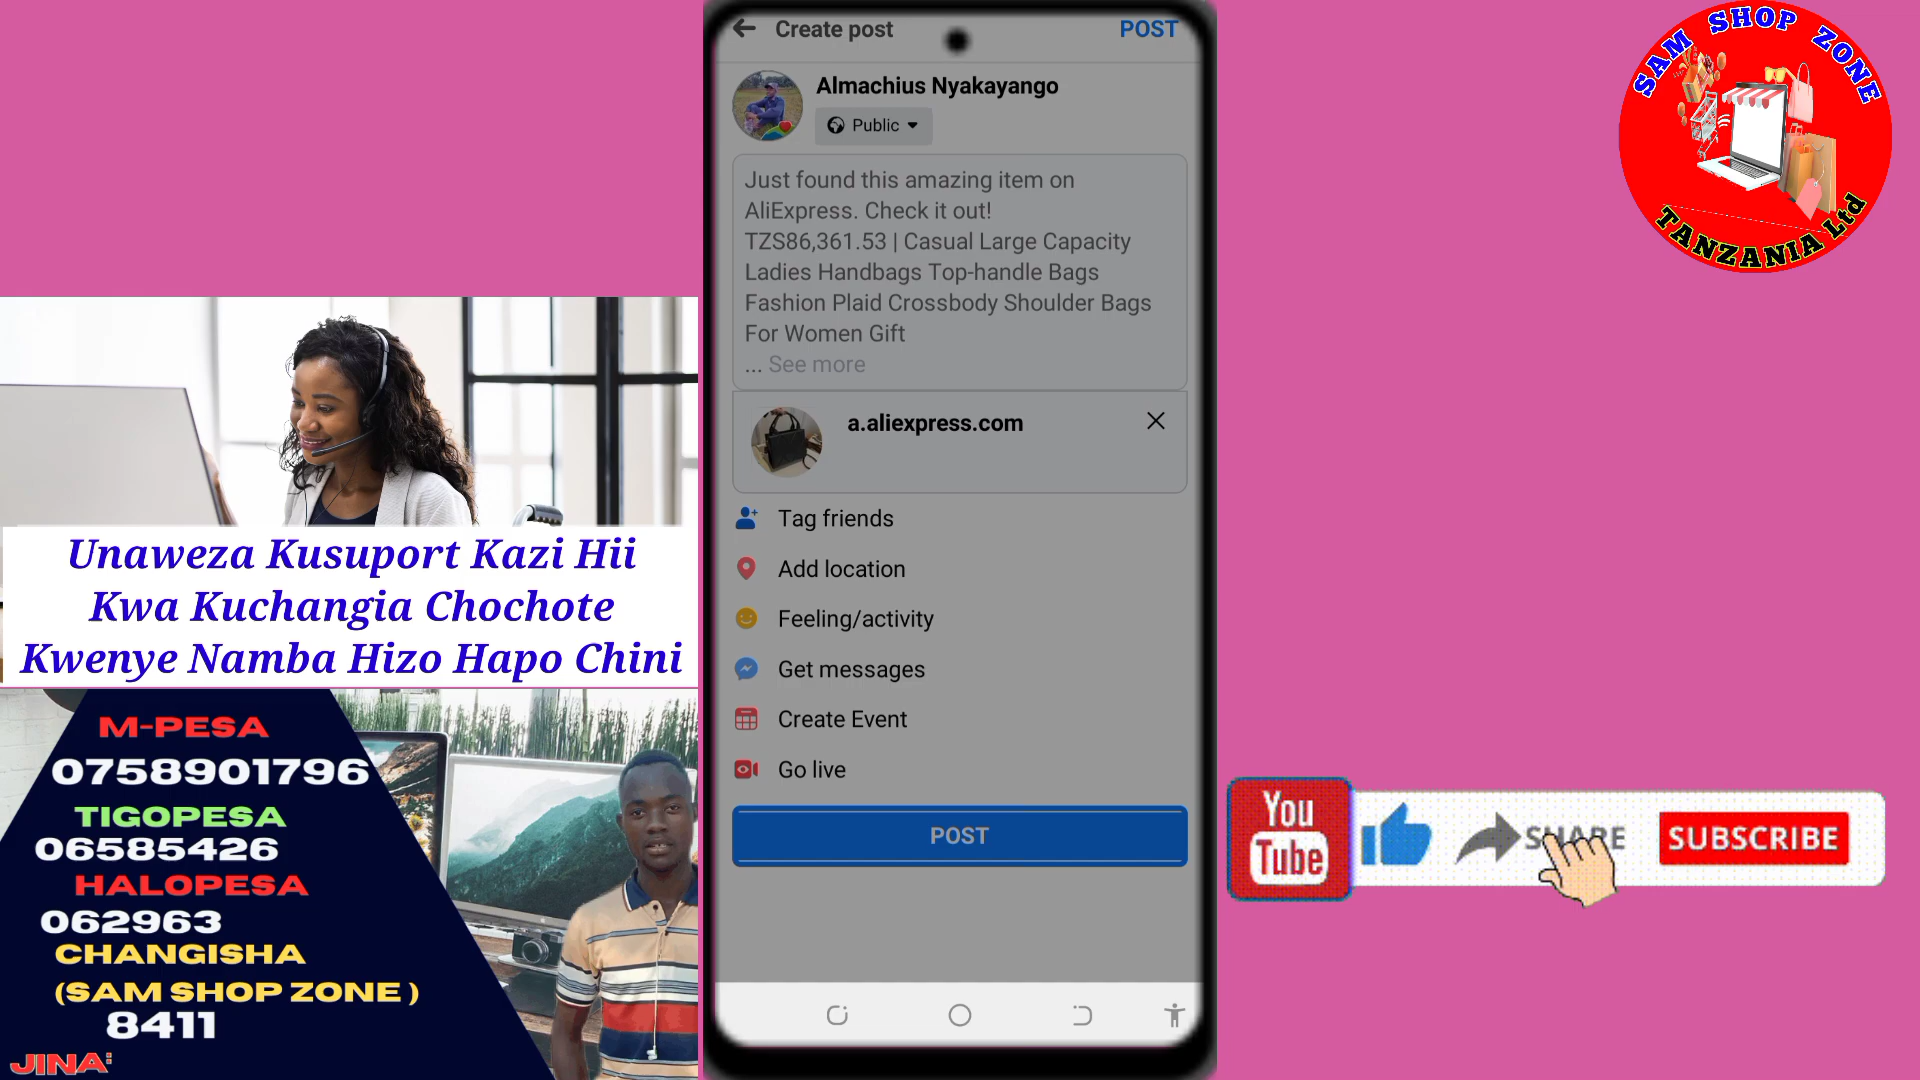 Create post
POST
Almachius Nyakayango
Public
Just found this amazing item on
AliExpress. Check it out!
TZS86,361.53 | Casual Large Capacity
Ladies Handbags Top-handle Bags
Fashion Plaid Crossbody Shoulder Bags
For Women Gift
... See more
a.aliexpress.com
Tag friends
Add location
Feeling/activity
Get messages
Create Event
Go live
POST
Unaweza Kusuport Kazi Hii
Kwa Kuchangia Chochote
Kwenye Namba Hizo Hapo Chini
M-PESA
0758901796
TIGOPESA
06585426
HALOPESA
062963
CHANGISHA
(SAM SHOP ZONE )
8411
JINA:
SAM SHOP ZONE
TANZANIA Ltd
You
Tube
SHARE
SUBSCRIBE